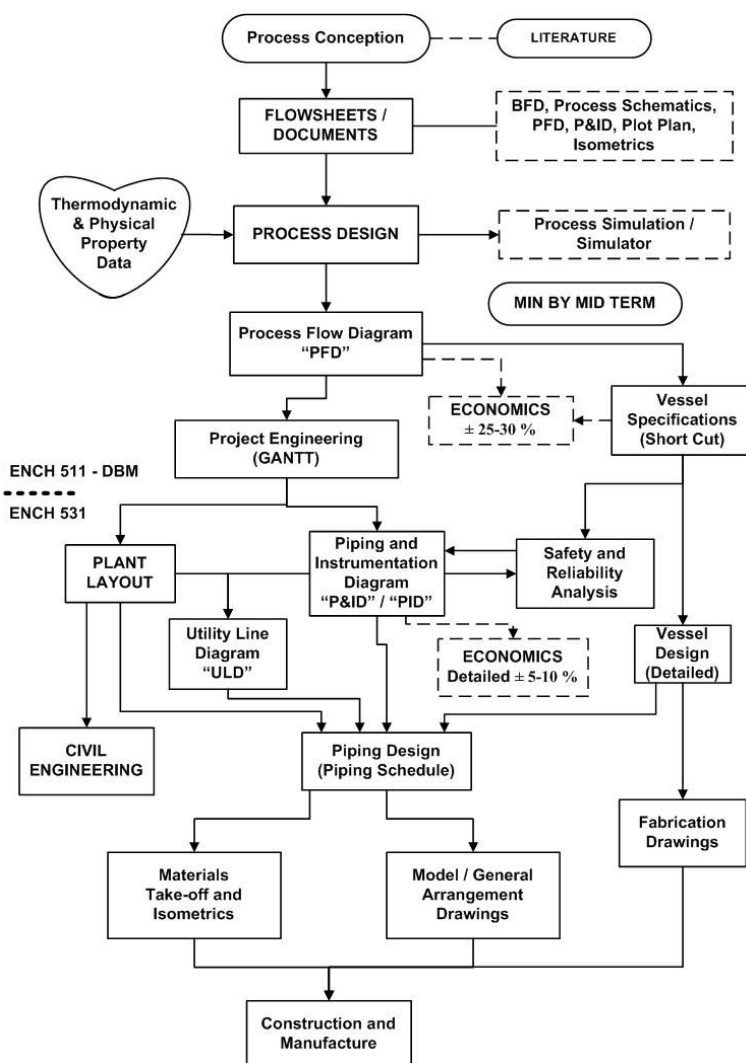 Process Conception
LITERATURE
FLOWSHEETS /
DOCUMENTS
BFD, Process Schematics,
PFD, P&ID, Plot Plan,
Isometrics
Thermodynamic
& Physical
Property
Data
PROCESS DESIGN
Process Simulation /
Simulator
MIN BY MID TERM
Process Flow Diagram
“PFD”
ECONOMICS
± 25-30 %
Vessel
Specifications
(Short Cut)
Project Engineering
(GANTT)
ENCH 511 - DBM
ENCH 531
PLANT
LAYOUT
Piping and
Instrumentation
Diagram
“P&ID” / “PID”
Safety and
Reliability
Analysis
Utility Line
Diagram
“ULD”
ECONOMICS
Detailed ± 5-10 %
Vessel
Design
(Detailed)
CIVIL
ENGINEERING
Piping Design
(Piping Schedule)
Fabrication
Drawings
Materials
Take-off and
Isometrics
Model / General
Arrangement
Drawings
Construction and
Manufacture